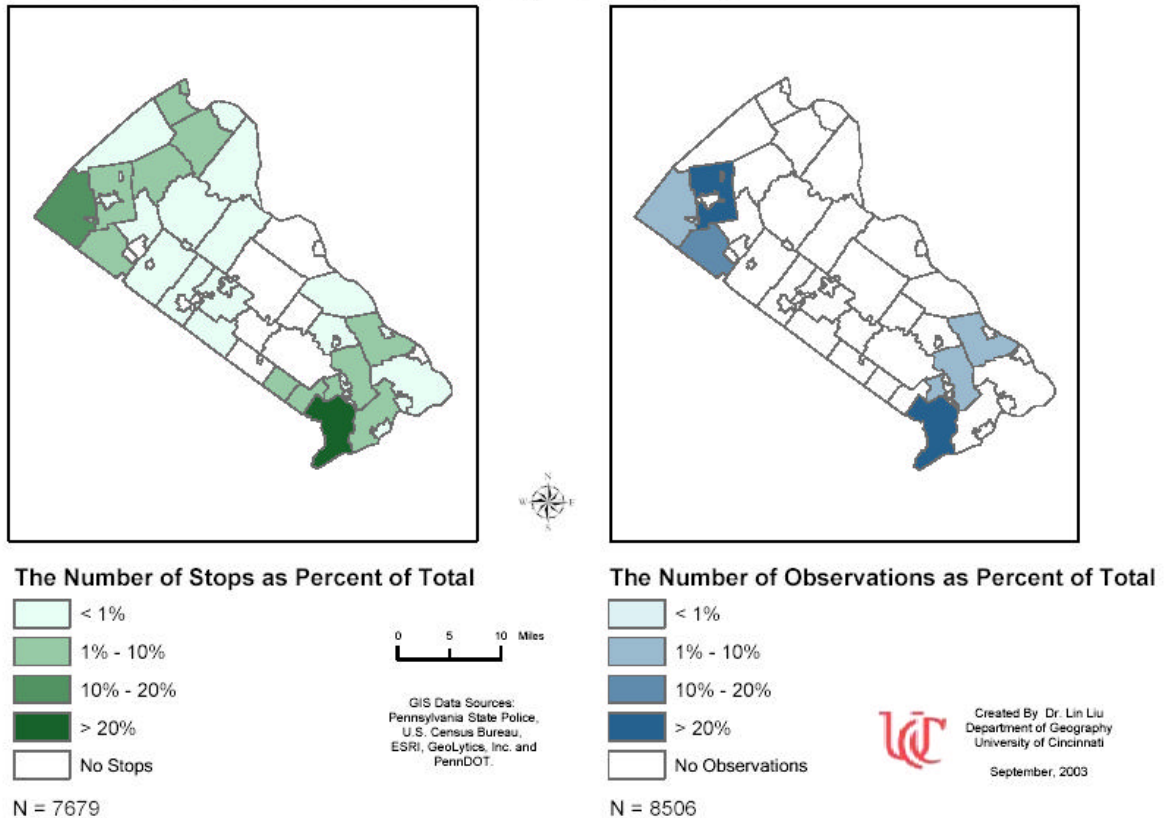 N
W E
S
The Number of Stops as Percent of Total
< 1%
1% - 10%
10% - 20%
> 20%
No Stops
N = 7679
0 5 10 Miles
GIS Data Sources:
Pennsylvania State Police,
U.S. Census Bureau,
ESRI, GeoLytics, Inc. and
PennDOT.
The Number of Observations as Percent of Total
< 1%
1% - 10%
10% - 20%
> 20%
No Observations
N = 8506
UC
Created By Dr. Lin Liu
Department of Geography
University of Cincinnati
September, 2003